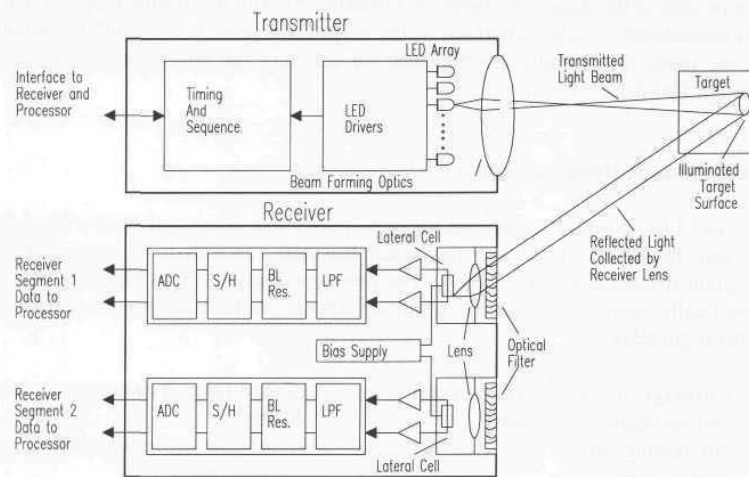 Transmitter
LED Array
Interface to
Receiver and
Processor
Timing
And
Sequence
LED
Drivers
Beam Forming Optics
Transmitted
Light Beam
Target
Illuminated
Target
Surface
Receiver
Lateral Cell
Reflected Light
Collected by
Receiver Lens
Receiver
Segment 1
Data to
Processor
ADC
S/H
BL
Res.
LPF
Bias Supply
Lens
Optical
Filter
Receiver
Segment 2
Data to
Processor
ADC
S/H
BL
Res.
LPF
Lateral Cell